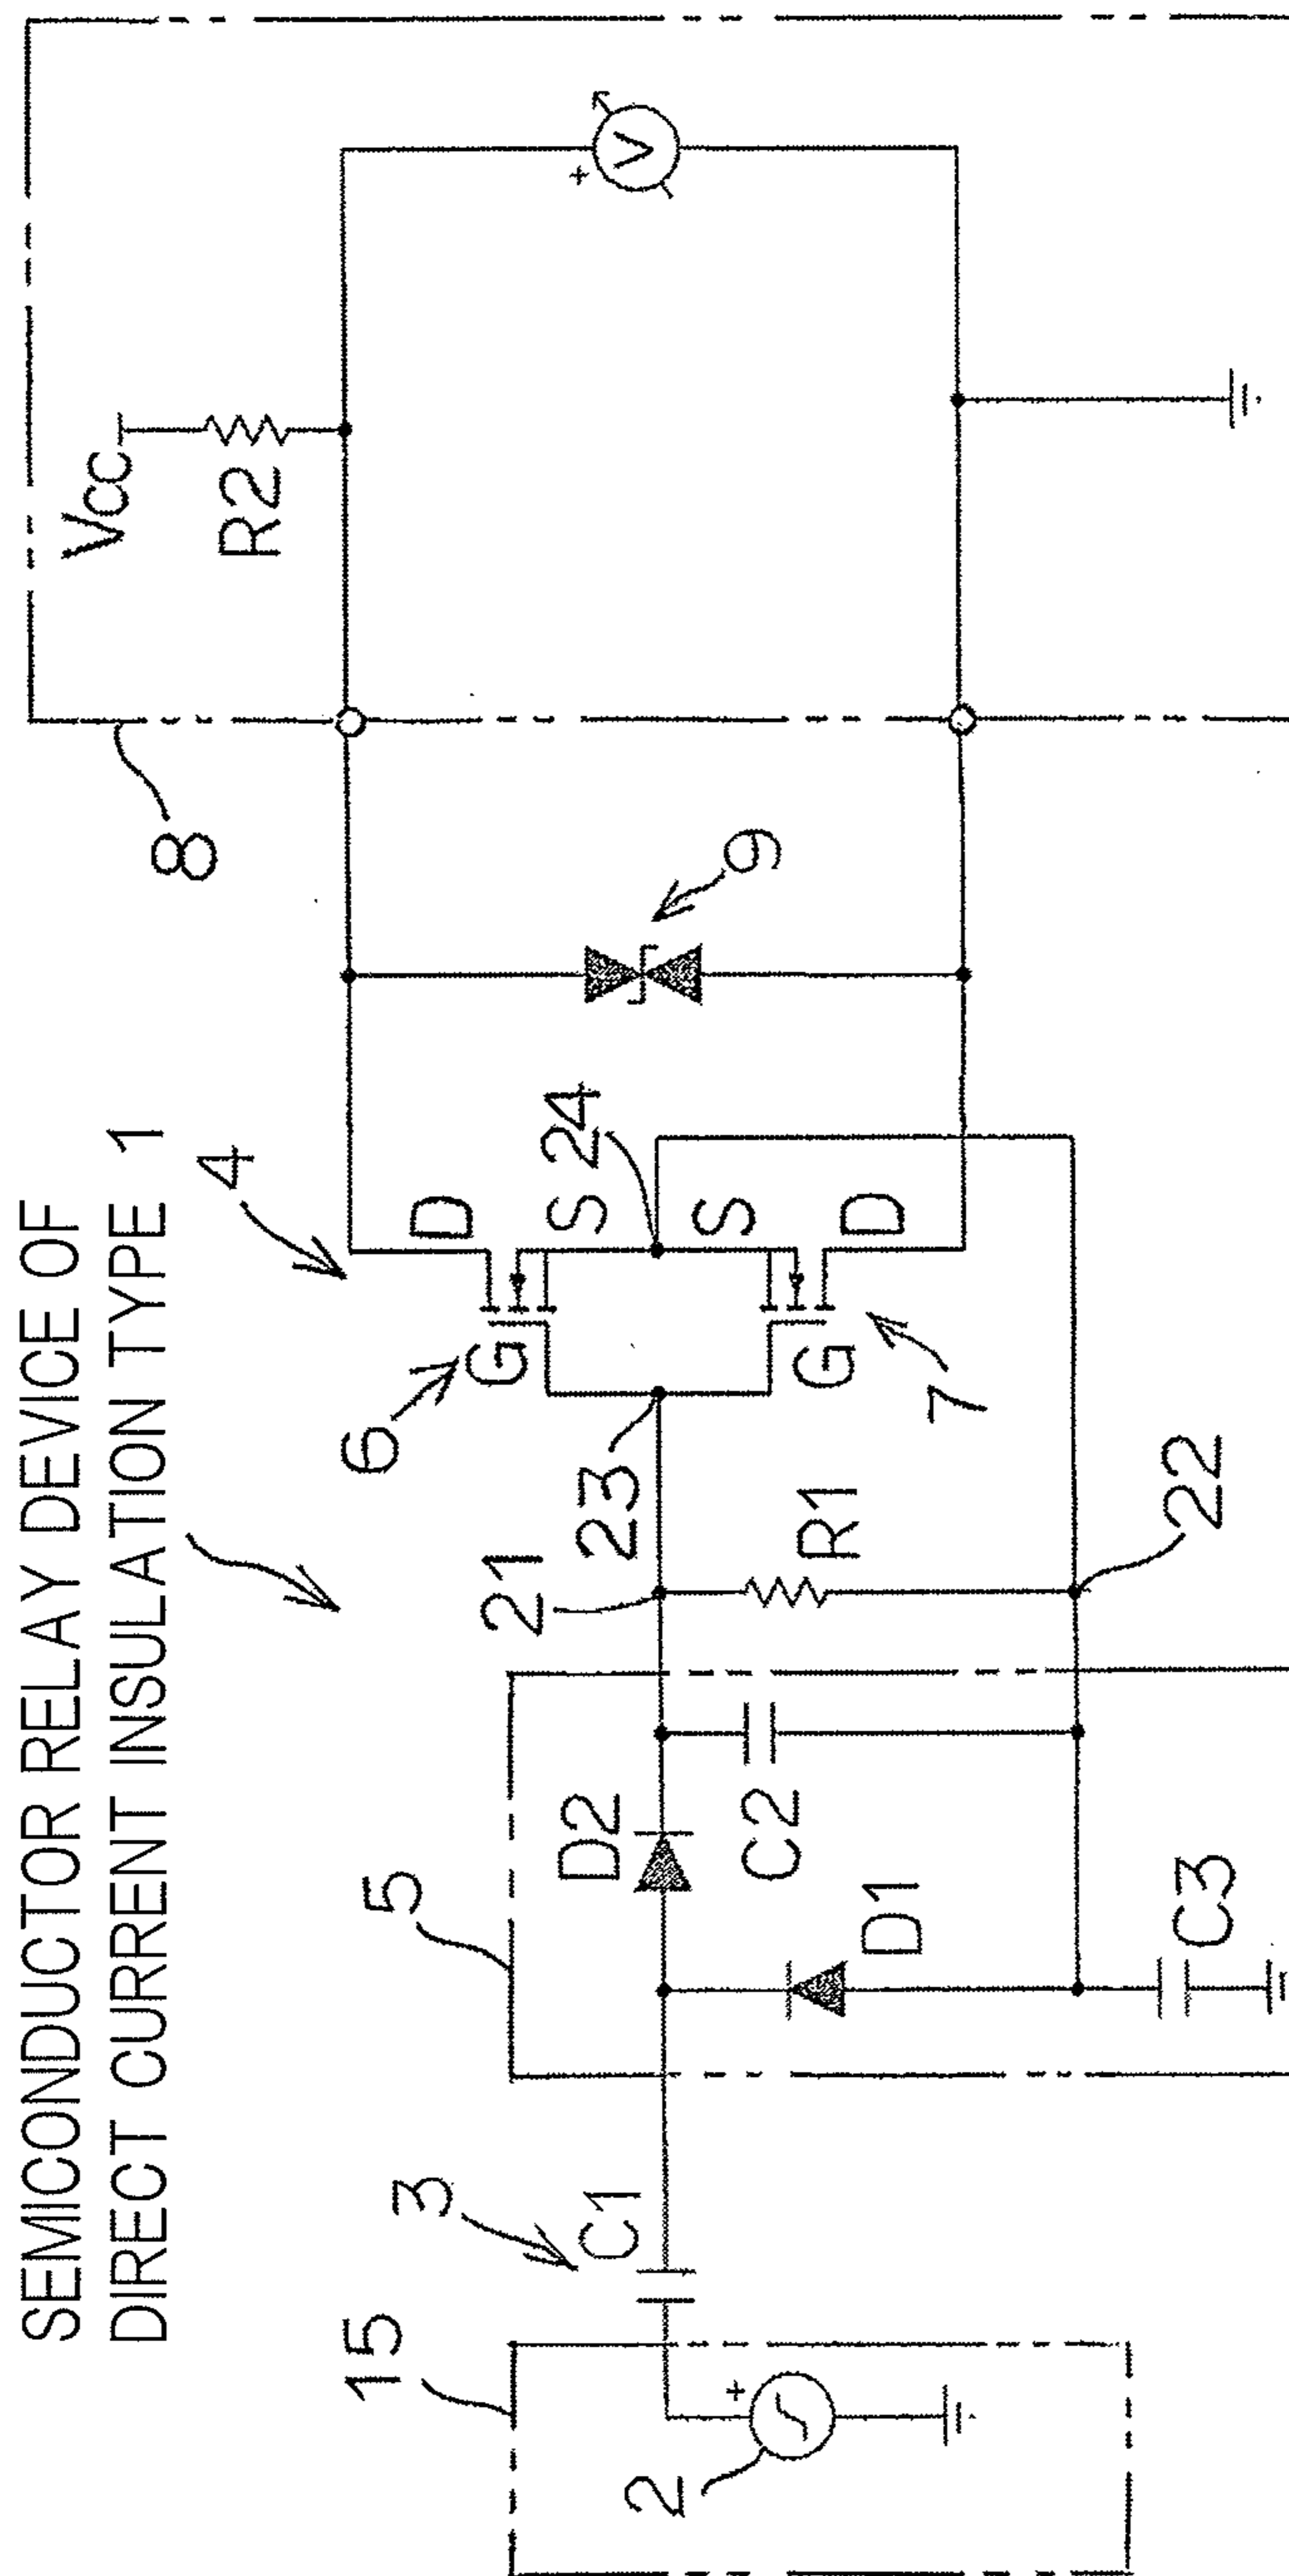 SEMICONDUCTOR RELAY DEVICE OF
DIRECT CURRENT INSULATION TYPE 1
15
2
+
3
C1
5
D2
D1
C2
C3
21
R1
22
23
6
G
G
7
4
D
S
24
S
D
9
8
Vcc
R2
+
V